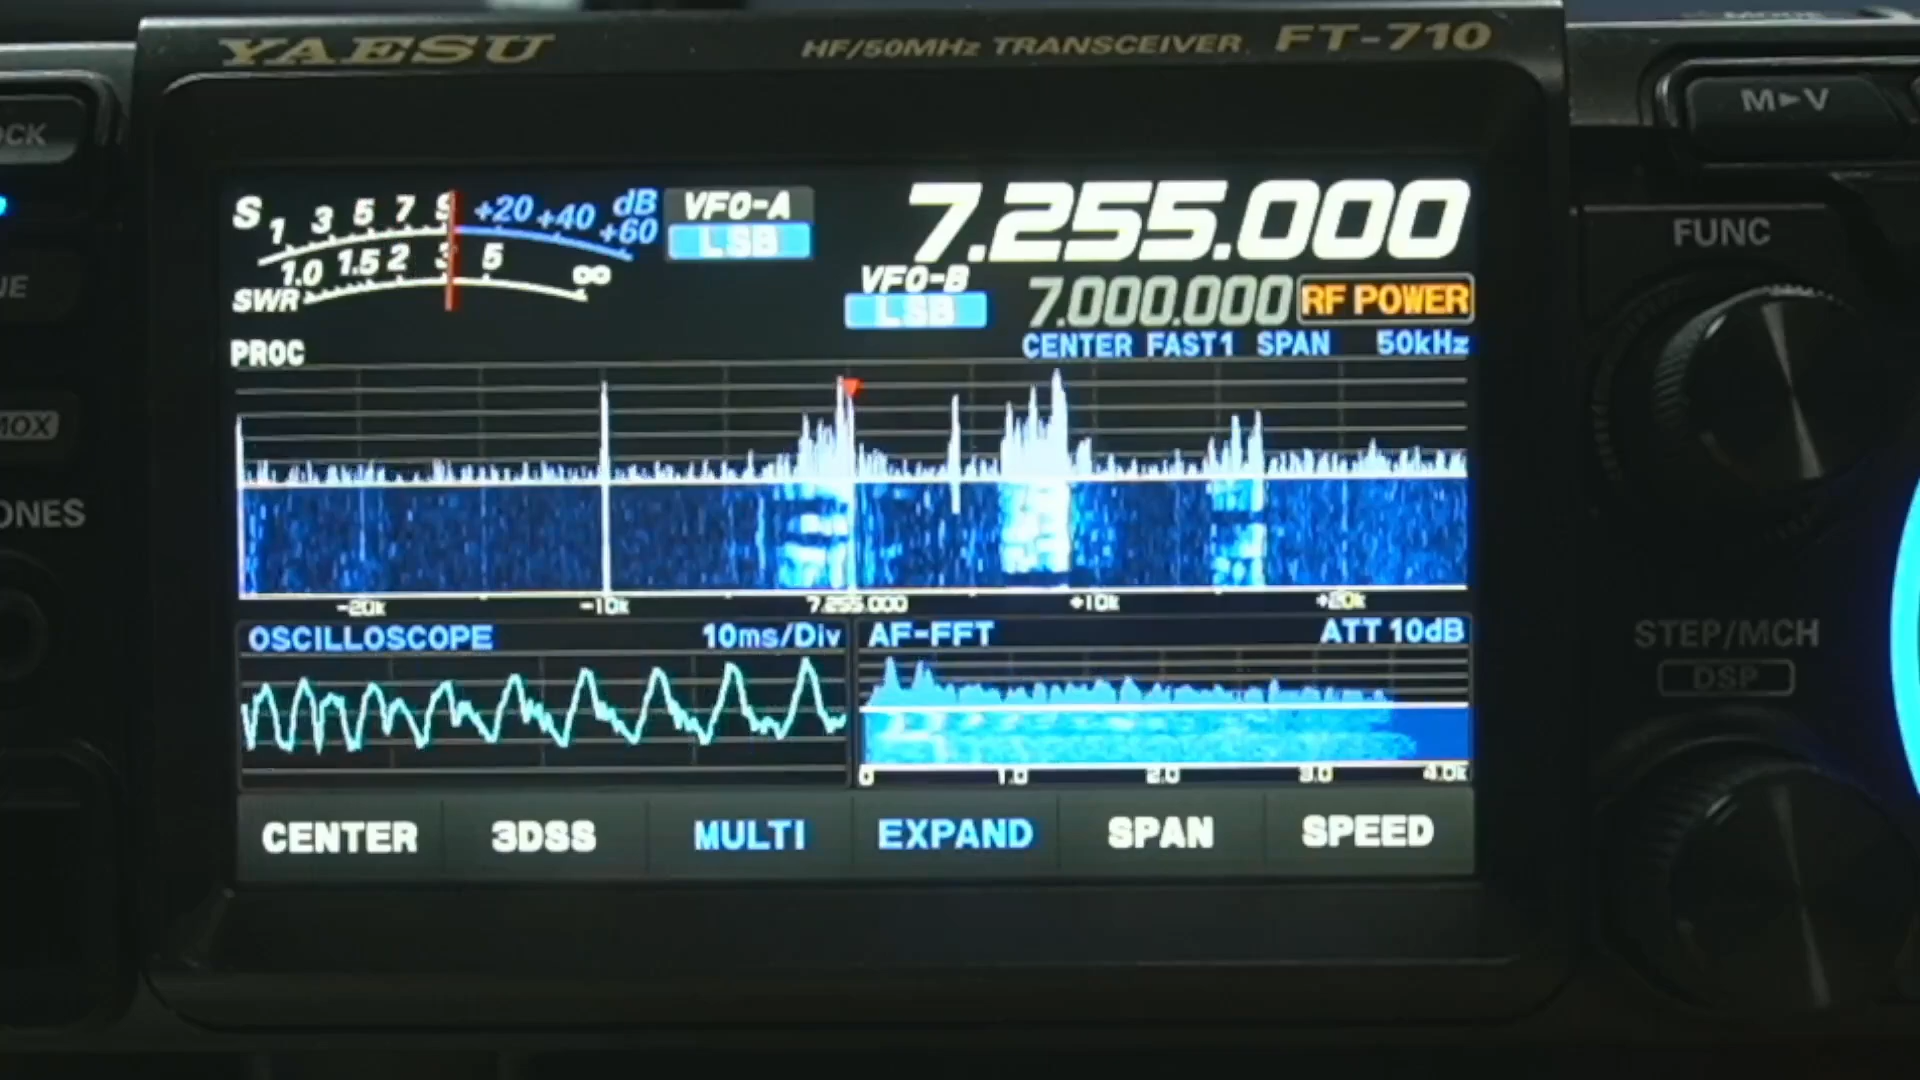 YAESU HF/50MHz TRANSCEIVER FT-710
MODE
OCK
M►V
S 1 3 5 7 9 +20 +40 +60 dB
VFO-A
LSB
7.255.000
SWR 1.0 1.5 2 3 5 ∞
VFO-B
LSB
7.000.000
RF POWER
FUNC
PROC
CENTER FAST1 SPAN 50kHz
MOX
ONES
-20k -10k 7.255.000 +10k +20k
OSCILLOSCOPE 10ms/Div
AF-FFT ATT 10dB
0 1.0 2.0 3.0 4.0k
STEP/MCH
DSP
CENTER 3DSS MULTI EXPAND SPAN SPEED